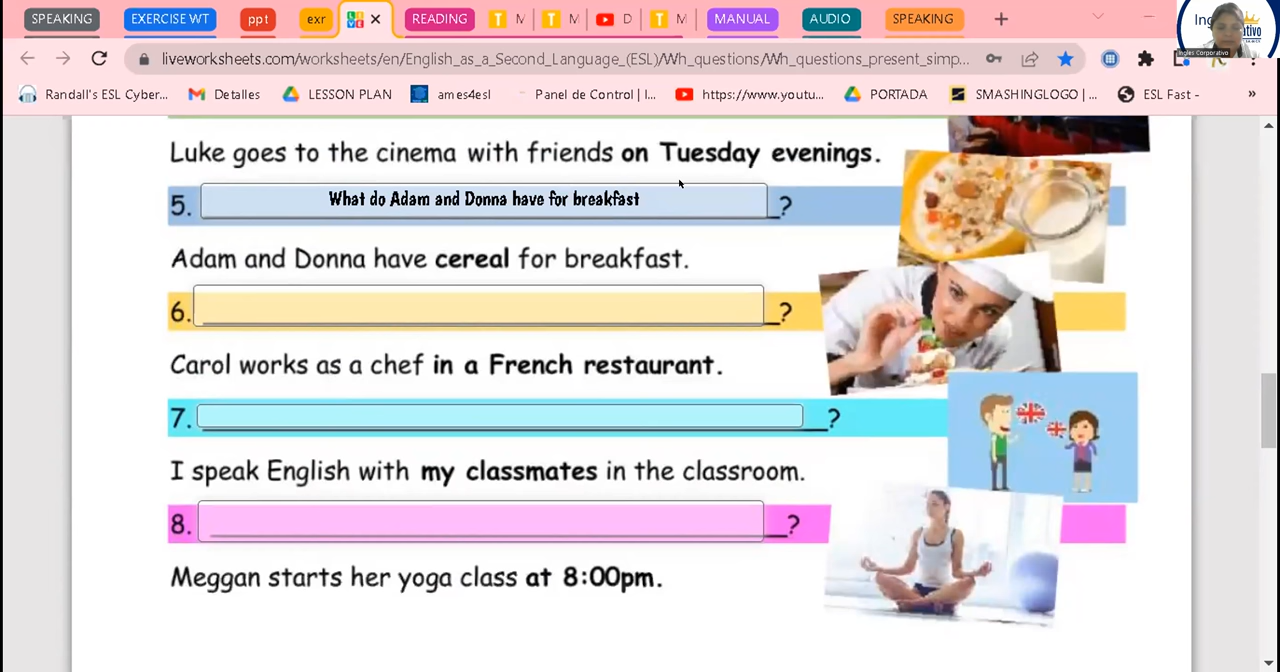 SPEAKING EXERCISE WT ppt exr READING M M D M MANUAL AUDIO SPEAKING
liveworksheets.com/worksheets/en/English_as_a_Second_Language_(ESL)/Wh_questions/Wh_questions_present_simp...
Randall's ESL Cyber... Detalles LESSON PLAN ames4esl Panel de Control | I... https://www.youtu... PORTADA SMASHINGLOGO | ... ESL Fast - »
Ingles Corporativo
Luke goes to the cinema with friends on Tuesday evenings.
5. What do Adam and Donna have for breakfast ?
Adam and Donna have cereal for breakfast.
6. ?
Carol works as a chef in a French restaurant.
7. ?
I speak English with my classmates in the classroom.
8. ?
Meggan starts her yoga class at 8:00pm.